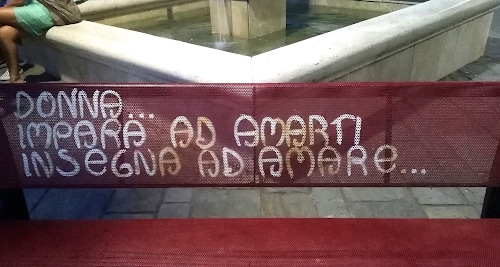 DONNA...
IMPARA AD AMARTI
INSEGNA AD AMARE...